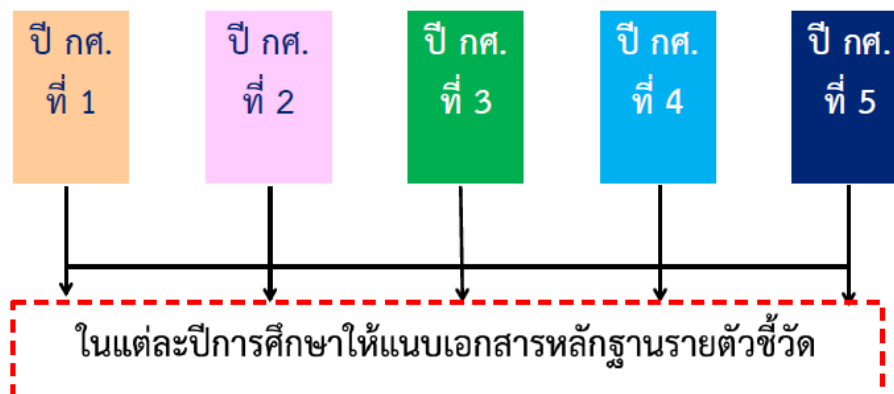 ปี กศ.
ที่ 1
ปี กศ.
ที่ 2
ปี กศ.
ที่ 3
ปี กศ.
ที่ 4
ปี กศ.
ที่ 5
ในแต่ละปีการศึกษาให้แนบเอกสารหลักฐานรายตัวชี้วัด